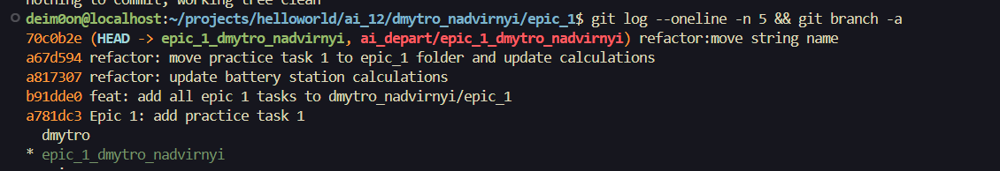 nothing to commit, working tree clean
deim0on@localhost:~/projects/helloworld/ai_12/dmytro_nadvirnyi/epic_1$ git log --oneline -n 5 && git branch -a
70c0b2e (HEAD -> epic_1_dmytro_nadvirnyi, ai_depart/epic_1_dmytro_nadvirnyi) refactor:move string name
a67d594 refactor: move practice task 1 to epic_1 folder and update calculations
a817307 refactor: update battery station calculations
b91dde0 feat: add all epic 1 tasks to dmytro_nadvirnyi/epic_1
a781dc3 Epic 1: add practice task 1
dmytro
* epic_1_dmytro_nadvirnyi